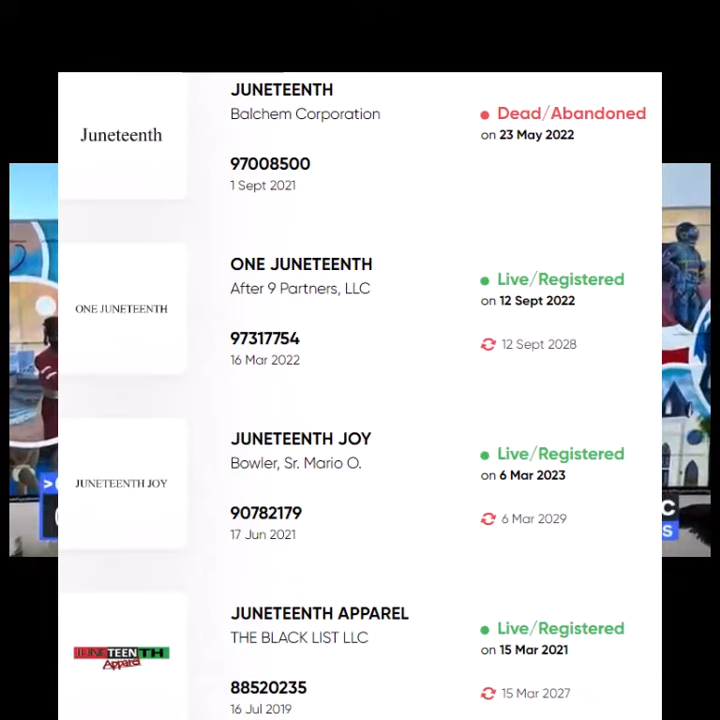 Juneteenth
JUNETEENTH
Balchem Corporation
97008500
1 Sept 2021
Dead/Abandoned
on 23 May 2022
ONE JUNETEENTH
ONE JUNETEENTH
After 9 Partners, LLC
97317754
16 Mar 2022
Live/Registered
on 12 Sept 2022
12 Sept 2028
JUNETEENTH JOY
JUNETEENTH JOY
Bowler, Sr. Mario O.
90782179
17 Jun 2021
Live/Registered
on 6 Mar 2023
6 Mar 2029
JUNETEENTH
Apparel
JUNETEENTH APPAREL
THE BLACK LIST LLC
88520235
16 Jul 2019
Live/Registered
on 15 Mar 2021
15 Mar 2027